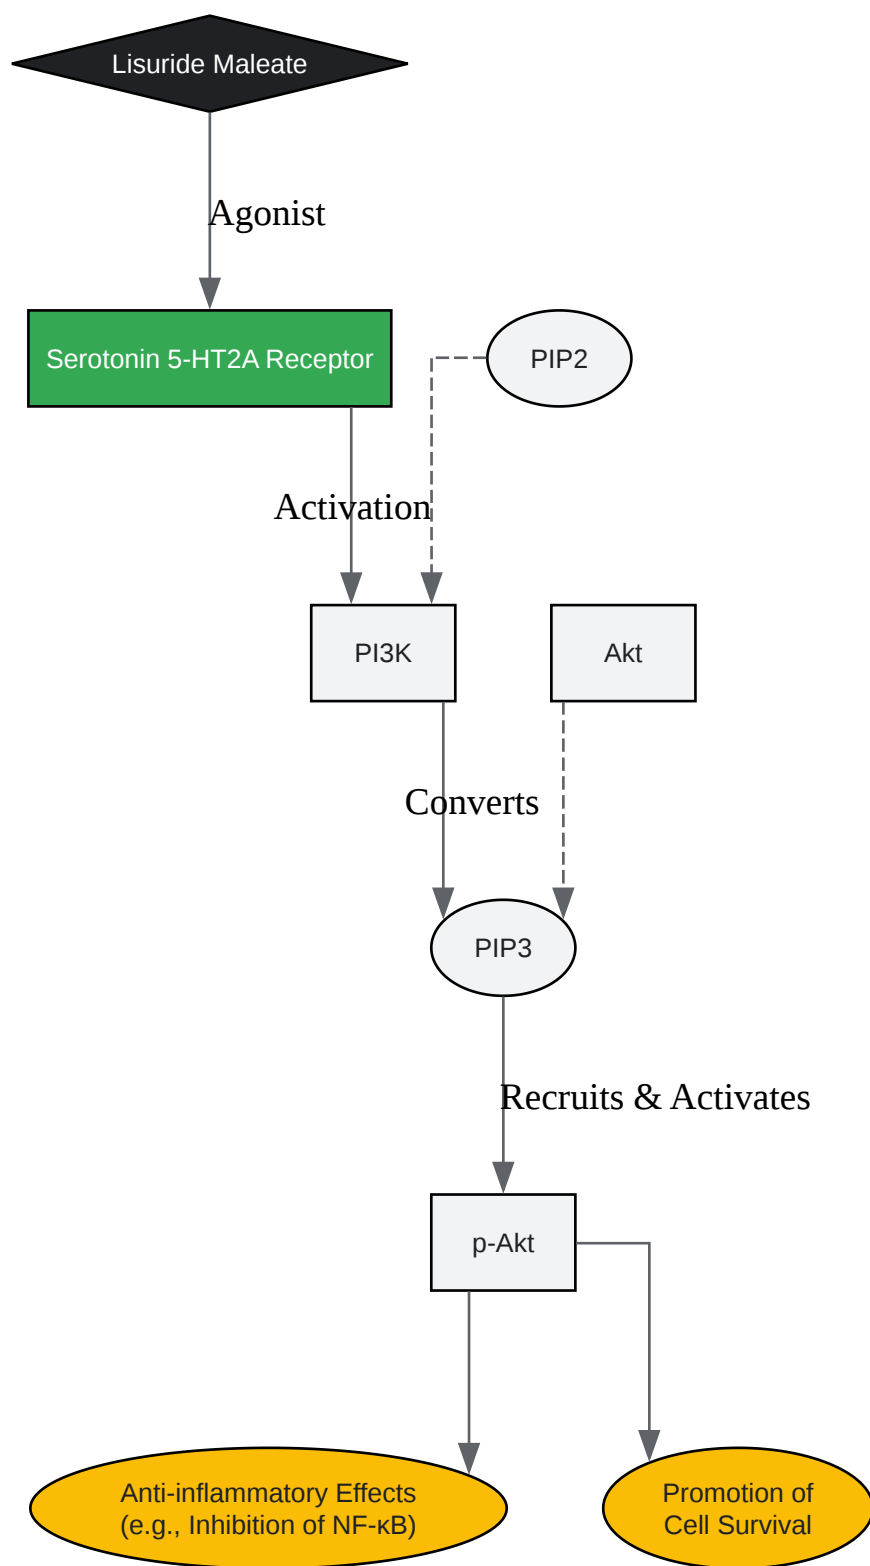 Lisuride Maleate
Agonist
Serotonin 5-HT2A Receptor
PIP2
Activation
PI3K
Akt
Converts
PIP3
Recruits & Activates
p-Akt
Anti-inflammatory Effects
(e.g., Inhibition of NF-κB)
Promotion of
Cell Survival